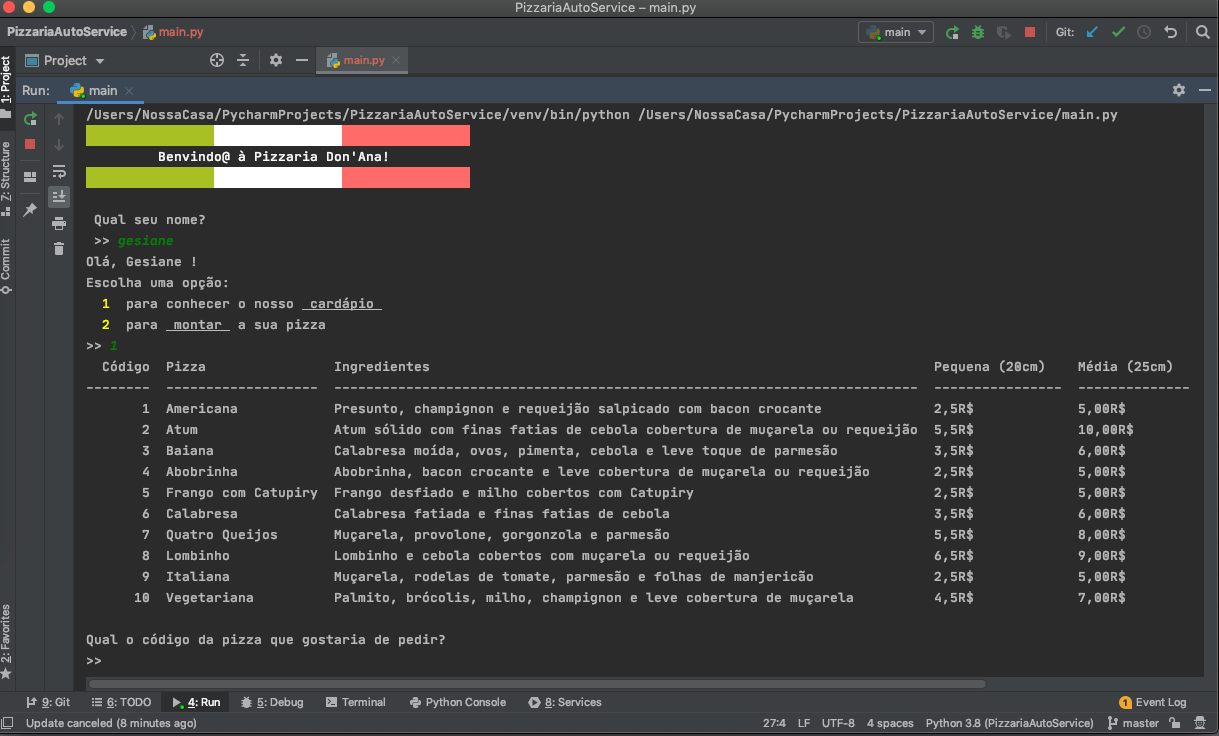 PizzariaAutoService – main.py
PizzariaAutoService main.py main Git:
Project main.py
Run: main
/Users/NossaCasa/PycharmProjects/PizzariaAutoService/venv/bin/python /Users/NossaCasa/PycharmProjects/PizzariaAutoService/main.py
Benvindo@ à Pizzaria Don'Ana!
Qual seu nome?
>> gesiane
Olá, Gesiane !
Escolha uma opção:
1 para conhecer o nosso cardápio
2 para montar a sua pizza
>> 1
Código Pizza Ingredientes Pequena (20cm) Média (25cm)
-------- ------------------- ------------------------------------------------------------------------- ---------------- --------------
1 Americana Presunto, champignon e requeijão salpicado com bacon crocante 2,5R$ 5,00R$
2 Atum Atum sólido com finas fatias de cebola cobertura de muçarela ou requeijão 5,5R$ 10,00R$
3 Baiana Calabresa moída, ovos, pimenta, cebola e leve toque de parmesão 3,5R$ 6,00R$
4 Abobrinha Abobrinha, bacon crocante e leve cobertura de muçarela ou requeijão 2,5R$ 5,00R$
5 Frango com Catupiry Frango desfiado e milho cobertos com Catupiry 2,5R$ 5,00R$
6 Calabresa Calabresa fatiada e finas fatias de cebola 3,5R$ 6,00R$
7 Quatro Queijos Muçarela, provolone, gorgonzola e parmesão 5,5R$ 8,00R$
8 Lombinho Lombinho e cebola cobertos com muçarela ou requeijão 6,5R$ 9,00R$
9 Italiana Muçarela, rodelas de tomate, parmesão e folhas de manjericão 2,5R$ 5,00R$
10 Vegetariana Palmito, brócolis, milho, champignon e leve cobertura de muçarela 4,5R$ 7,00R$
Qual o código da pizza que gostaria de pedir?
>>
1: Project
Z: Structure
Commit
2: Favorites
9: Git 6: TODO 4: Run 5: Debug Terminal Python Console 8: Services 1 Event Log
Update canceled (8 minutes ago) 27:4 LF UTF-8 4 spaces Python 3.8 (PizzariaAutoService) master